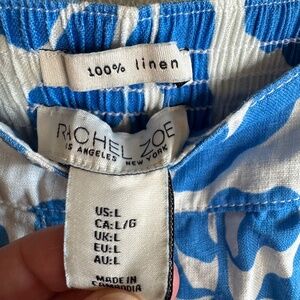 100% linen
RACHEL ZOE
LOS ANGELES NEW YORK
US:L
CA:L/G
UK:L
EU:L
AU:L
MADE IN
CAMBODIA